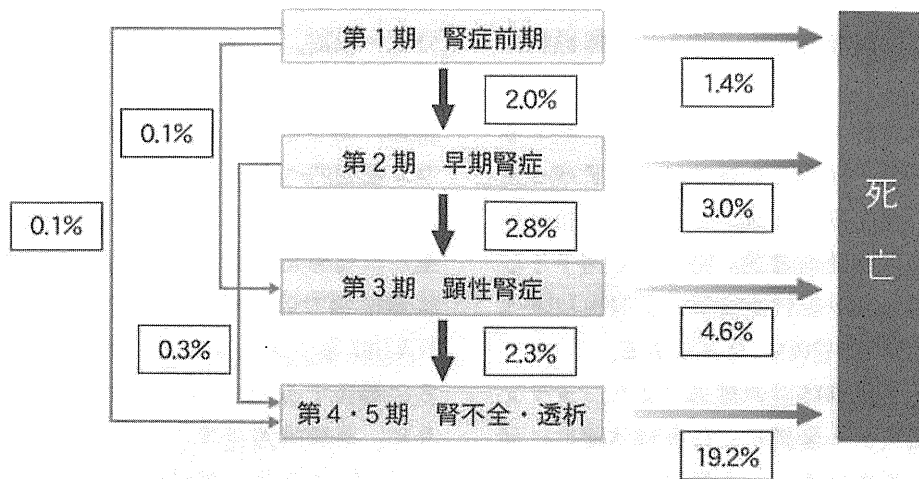 第1期 腎症前期
2.0%
1.4%
0.1%
第2期 早期腎症
0.1%
2.8%
3.0%
死亡
第3期 顕性腎症
0.3%
2.3%
4.6%
第4・5期 腎不全・透析
19.2%